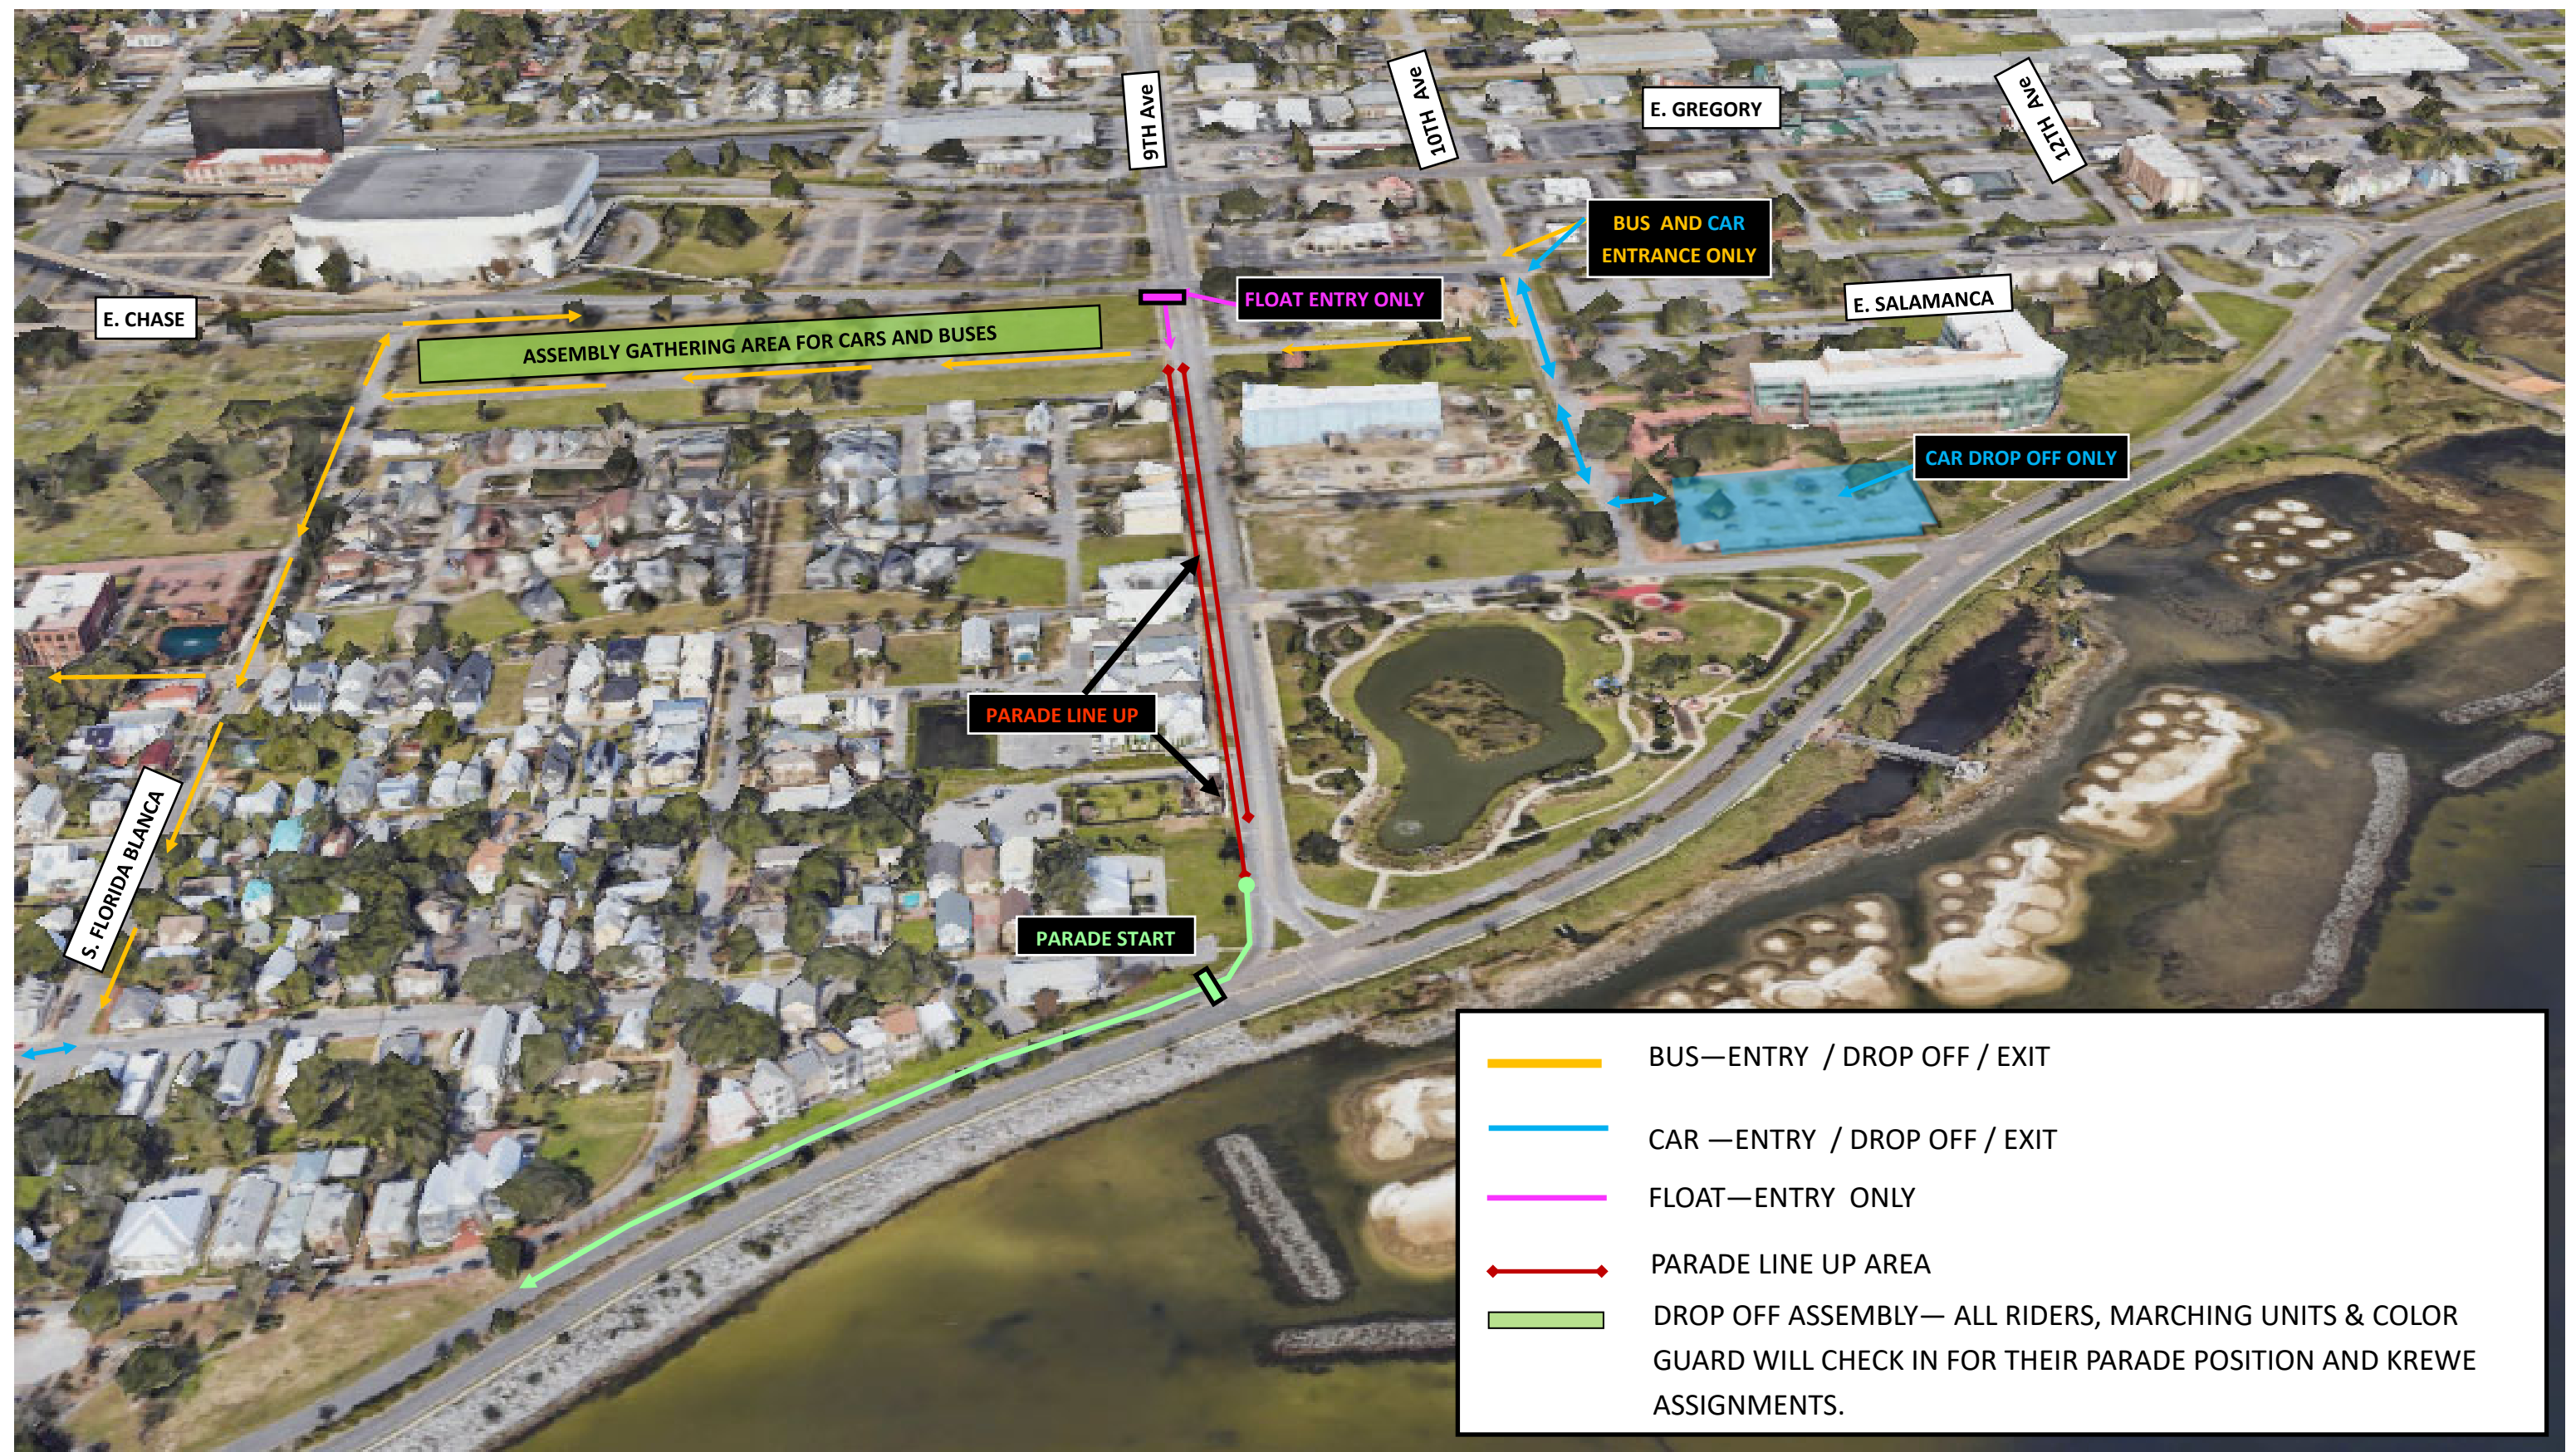 9TH Ave
10TH Ave
E. GREGORY
12TH Ave
BUS AND CAR
ENTRANCE ONLY
E. CHASE
FLOAT ENTRY ONLY
E. SALAMANCA
ASSEMBLY GATHERING AREA FOR CARS AND BUSES
CAR DROP OFF ONLY
PARADE LINE UP
S. FLORIDA BLANCA
PARADE START
BUS—ENTRY / DROP OFF / EXIT
CAR —ENTRY / DROP OFF / EXIT
FLOAT—ENTRY ONLY
PARADE LINE UP AREA
DROP OFF ASSEMBLY— ALL RIDERS, MARCHING UNITS & COLOR
GUARD WILL CHECK IN FOR THEIR PARADE POSITION AND KREWE
ASSIGNMENTS.